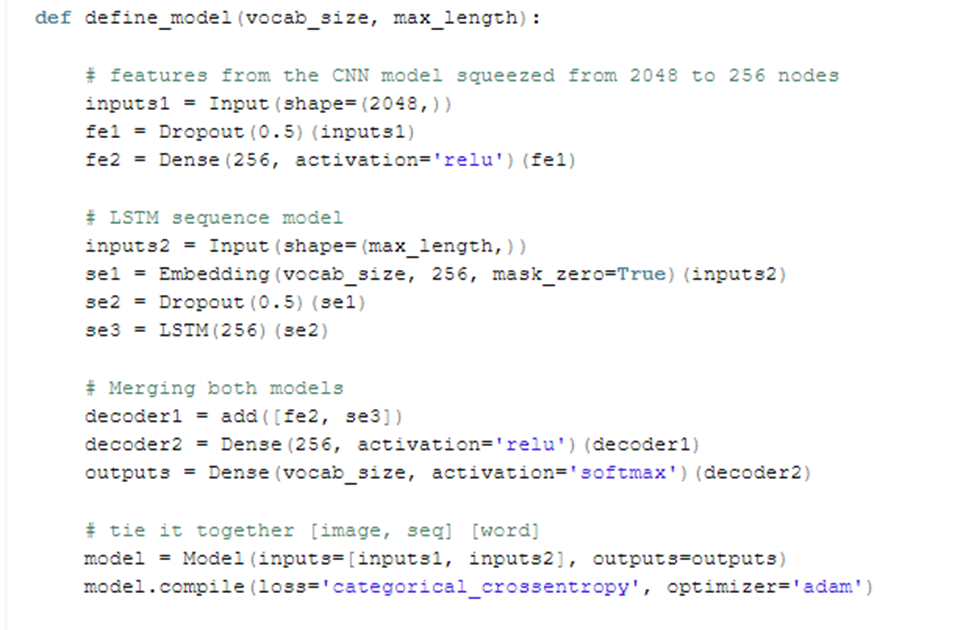 def define_model(vocab_size, max_length):
# features from the CNN model squeezed from 2048 to 256 nodes
inputs1 = Input(shape=(2048,))
fe1 = Dropout(0.5)(inputs1)
fe2 = Dense(256, activation='relu')(fe1)
# LSTM sequence model
inputs2 = Input(shape=(max_length,))
se1 = Embedding(vocab_size, 256, mask_zero=True)(inputs2)
se2 = Dropout(0.5)(se1)
se3 = LSTM(256)(se2)
# Merging both models
decoder1 = add([fe2, se3])
decoder2 = Dense(256, activation='relu')(decoder1)
outputs = Dense(vocab_size, activation='softmax')(decoder2)
# tie it together [image, seq] [word]
model = Model(inputs=[inputs1, inputs2], outputs=outputs)
model.compile(loss='categorical_crossentropy', optimizer='adam')